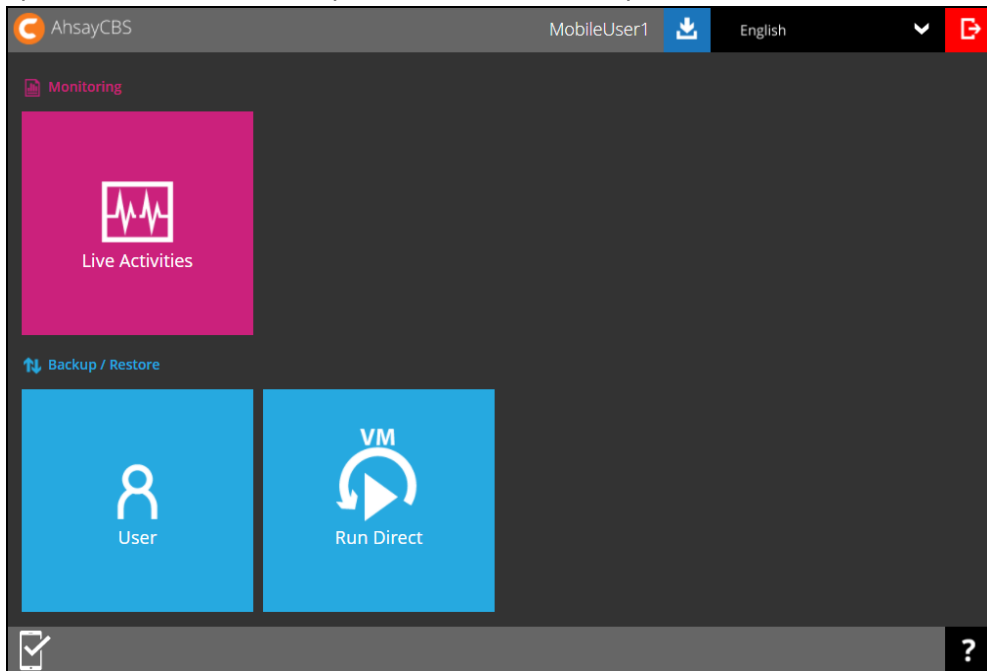 AhsayCBS MobileUser1 English
Monitoring
Live Activities
Backup / Restore
VM
User Run Direct
?